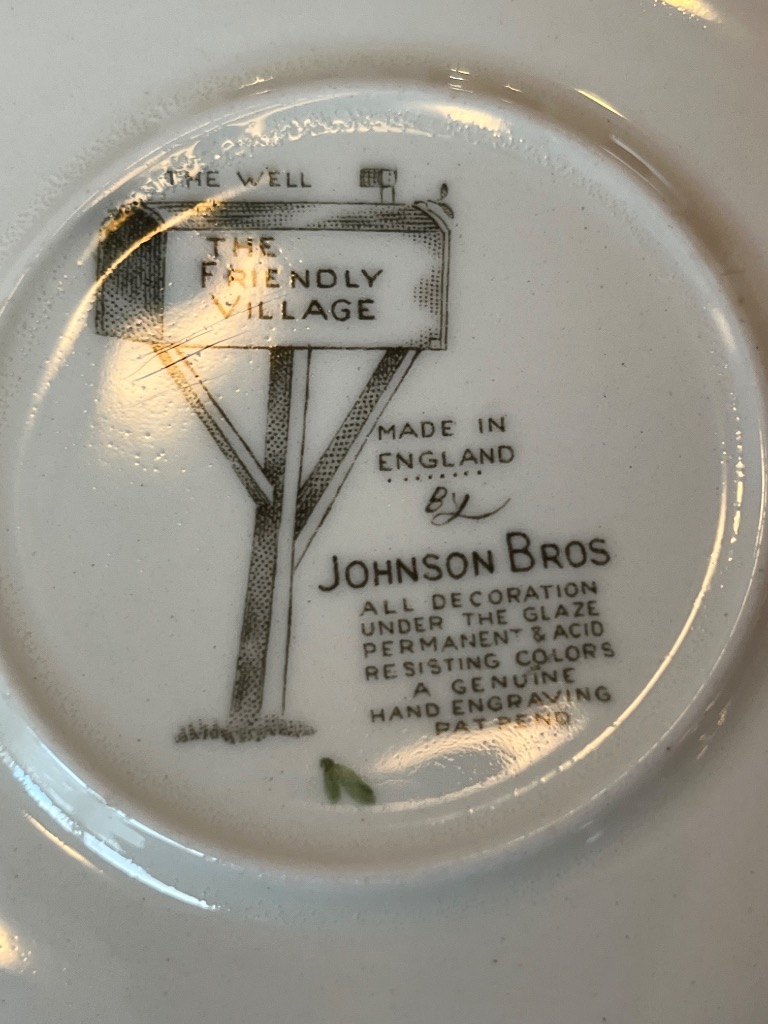 THE WELL
THE
FRIENDLY
VILLAGE
MADE IN
ENGLAND
By
JOHNSON BROS
ALL DECORATION
UNDER THE GLAZE
PERMANENT & ACID
RESISTING COLORS
A GENUINE
HAND ENGRAVING
PAT PEND